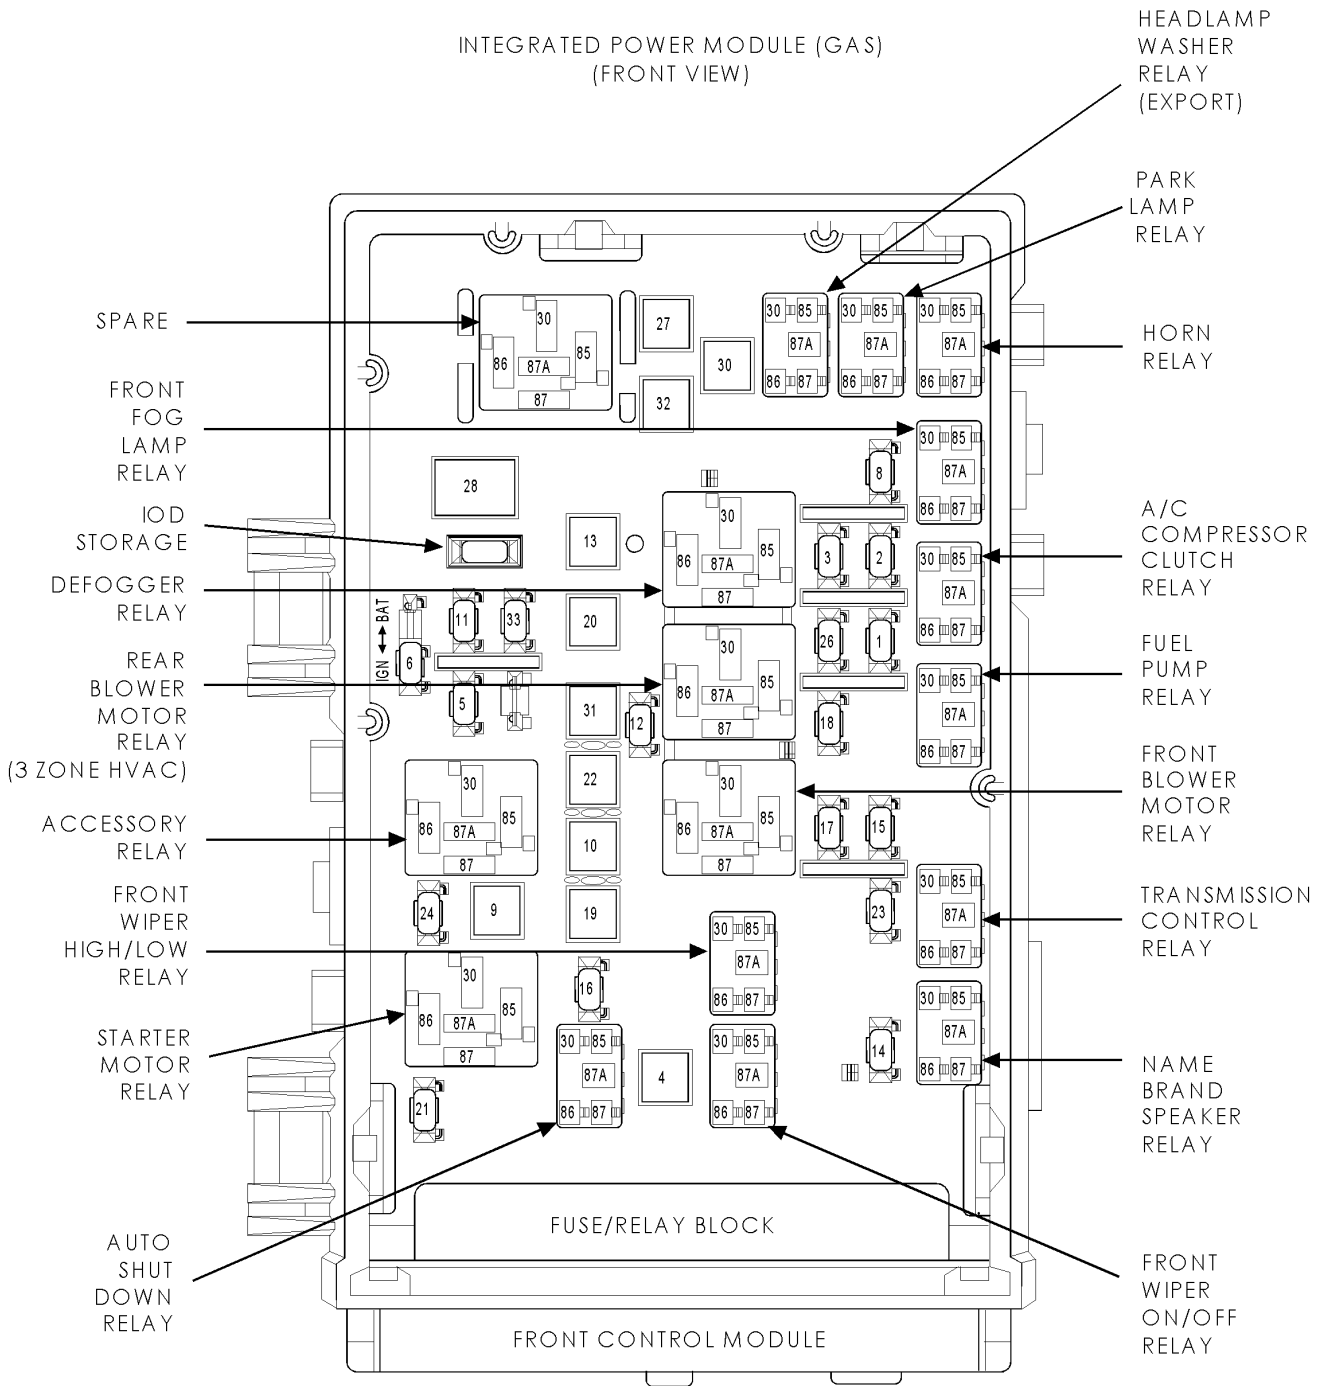 INTEGRATED POWER MODULE (GAS)
(FRONT VIEW)
HEADLAMP
WASHER
RELAY
(EXPORT)
PARK
LAMP
RELAY
HORN
RELAY
A/C
COMPRESSOR
CLUTCH
RELAY
FUEL
PUMP
RELAY
FRONT
BLOWER
MOTOR
RELAY
TRANSMISSION
CONTROL
RELAY
NAME
BRAND
SPEAKER
RELAY
FRONT
WIPER
ON/OFF
RELAY
SPARE
FRONT
FOG
LAMP
RELAY
IOD
STORAGE
DEFOGGER
RELAY
REAR
BLOWER
MOTOR
RELAY
(3 ZONE HVAC)
ACCESSORY
RELAY
FRONT
WIPER
HIGH/LOW
RELAY
STARTER
MOTOR
RELAY
AUTO
SHUT
DOWN
RELAY
30
85
86
87A
87
27
30
32
30 85
87A
86 87
30 85
87A
86 87
30 85
87A
86 87
30 85
87A
86 87
8
28
13
30
85
86
87A
87
3
2
30 85
87A
86 87
IGN BAT
6
11
33
20
26
1
5
31
12
30
85
86
87A
87
18
30 85
87A
86 87
30
85
86
87A
87
22
10
30
85
86
87A
87
17
15
24
9
19
23
30 85
87A
86 87
30 85
87A
86 87
30
85
86
87A
87
16
30 85
87A
86 87
4
30 85
87A
86 87
14
30 85
87A
86 87
21
FUSE/RELAY BLOCK
FRONT CONTROL MODULE